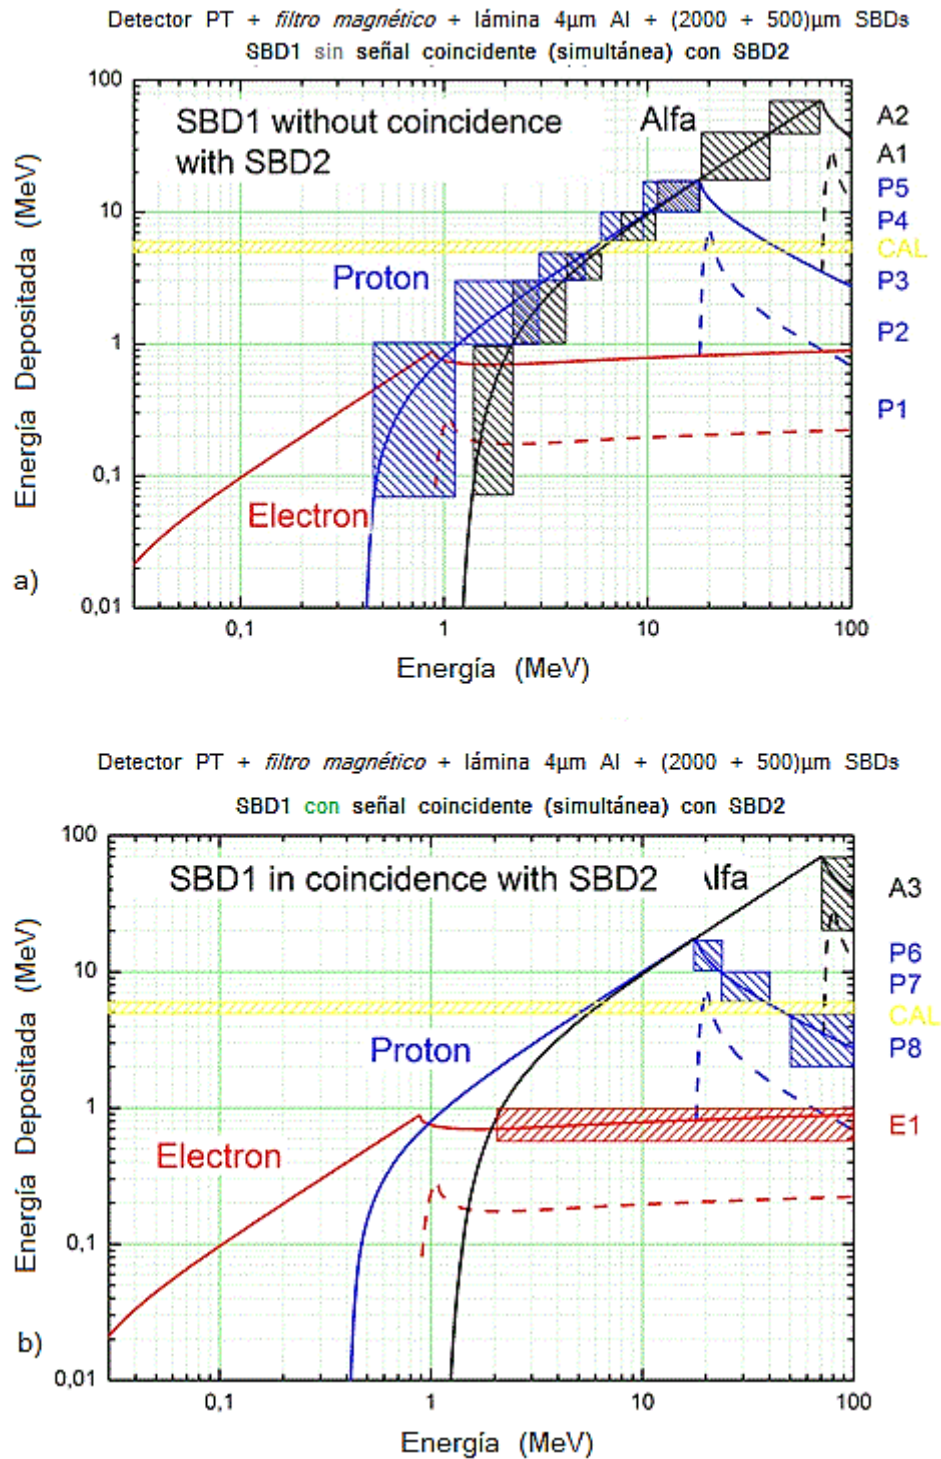 Detector PT + filtro magnético + lámina 4µm Al + (2000 + 500)µm SBDs
SBD1 sin señal coincidente (simultánea) con SBD2
100
SBD1 without coincidence
with SBD2
Alfa
A2
A1
P5
10
P4
CAL
Proton
P3
P2
1
P1
0,1
Electron
a)
0,01
0,1
1
10
100
Energía Depositada (MeV)
Energía (MeV)
Detector PT + filtro magnético + lámina 4µm Al + (2000 + 500)µm SBDs
SBD1 con señal coincidente (simultánea) con SBD2
100
SBD1 in coincidence with SBD2
lfa
A3
P6
10
P7
CAL
Proton
P8
1
E1
Electron
0,1
b)
0,01
0,1
1
10
100
Energía Depositada (MeV)
Energía (MeV)